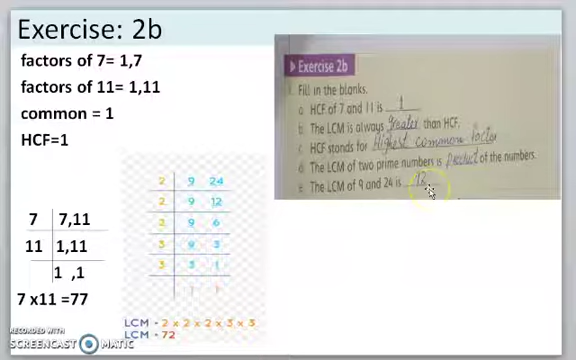 Exercise: 2b
factors of 7= 1,7
factors of 11= 1,11
common = 1
HCF=1
7 7,11
11 1,11
1 ,1
7 x11 =77
2 9 24
2 9 12
2 9 6
3 9 3
3 3 1
1 1
LCM = 2 x 2 x 2 x 3 x 3
LCM = 72
Exercise 2b
Fill in the blanks.
a HCF of 7 and 11 is 1
b The LCM is always greater than HCF.
c HCF stands for Highest common factor
d The LCM of two prime numbers is product of the numbers.
e The LCM of 9 and 24 is 12
RECORDED WITH
SCREENCAST MATIC